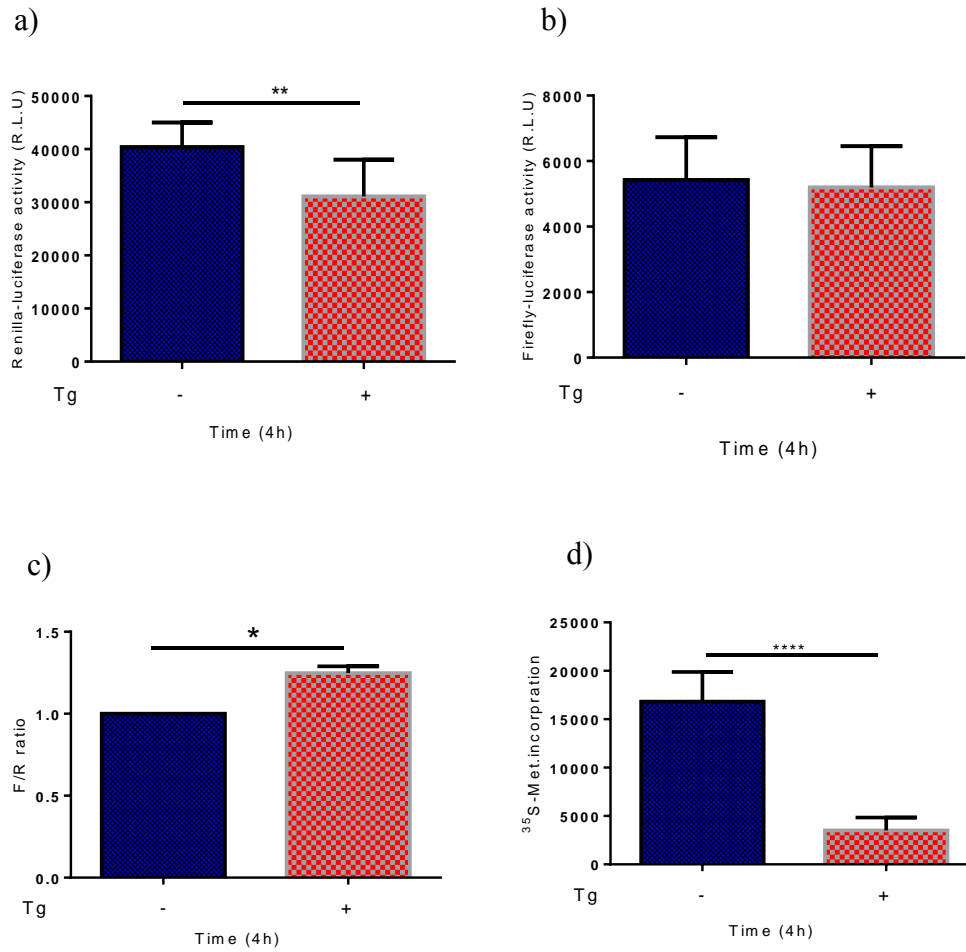 a)
Renilla-luciferase activity (R.L.U)
50000
40000
30000
20000
10000
0
**
Tg - +
Time (4h)
b)
Firefly-luciferase activity (R.L.U)
8000
6000
4000
2000
0
Tg - +
Time (4h)
c)
F/R ratio
1.5
1.0
0.5
0.0
*
Tg - +
Time (4h)
d)
35S-Met.incorpration
25000
20000
15000
10000
5000
0
****
Tg - +
Time (4h)